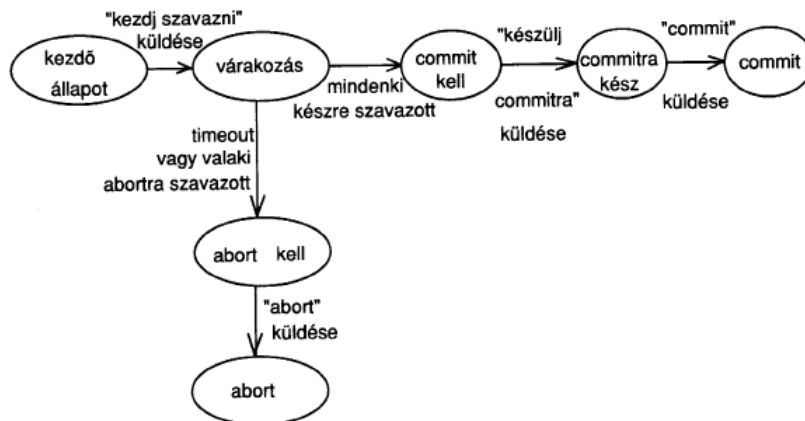 "kezdj szavazni"
küldése
kezdő
állapot
várakozás
mindenki
készre szavazott
commit
kell
"készülj
commitra"
küldése
commitra
kész
"commit"
küldése
commit
timeout
vagy valaki
abortra szavazott
abort kell
"abort"
küldése
abort